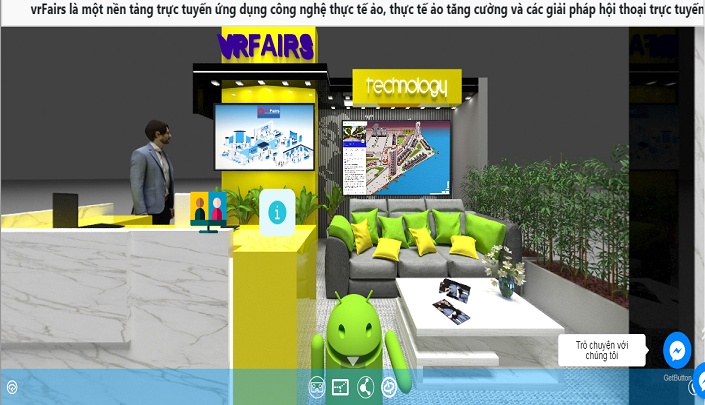 vrFairs là một nền tảng trực tuyến ứng dụng công nghệ thực tế ảo, thực tế ảo tăng cường và các giải pháp hội thoại trực tuyến
VRFAIRS
technology
i
Trò chuyện với
chúng tôi
GetButton